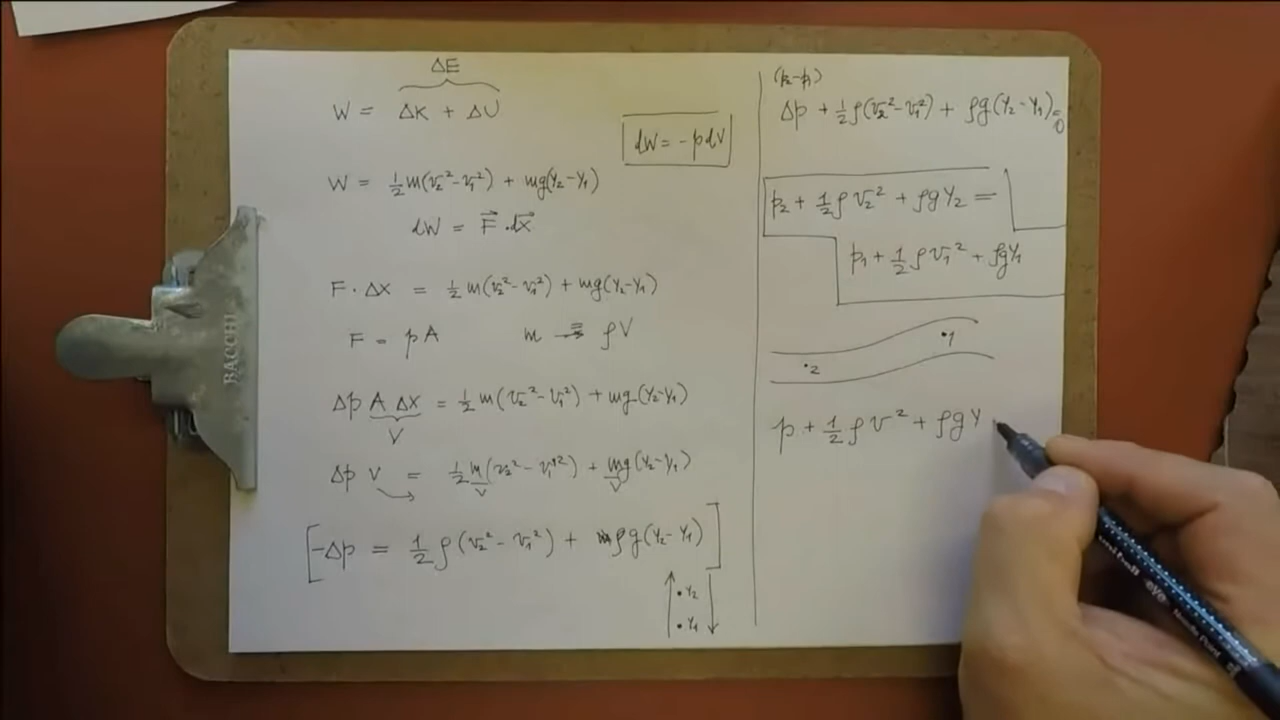 ΔE
W = ΔK + ΔU
dW = -pdV
W = ½m(v₂²-v₁²) + mg(Y₂-Y₁)
dW = F⃗·dx⃗
F·Δx = ½m(v₂²-v₁²) + mg(Y₂-Y₁)
F = pA m = ρV
Δp A Δx = ½m(v₂²-v₁²) + mg(Y₂-Y₁)
V
Δp V = ½m(v₂²-v₁²) + mg(Y₂-Y₁)
V V
[-Δp = ½ρ(v₂²-v₁²) + ρg(Y₂-Y₁)]
• Y₂
• Y₁
(p₂-p₁)
Δp + ½ρ(v₂²-v₁²) + ρg(Y₂-Y₁)=0
p₂ + ½ρv₂² + ρgY₂ =
p₁ + ½ρv₁² + ρgY₁
•1
•2
p + ½ρv² + ρgY
BACCHI